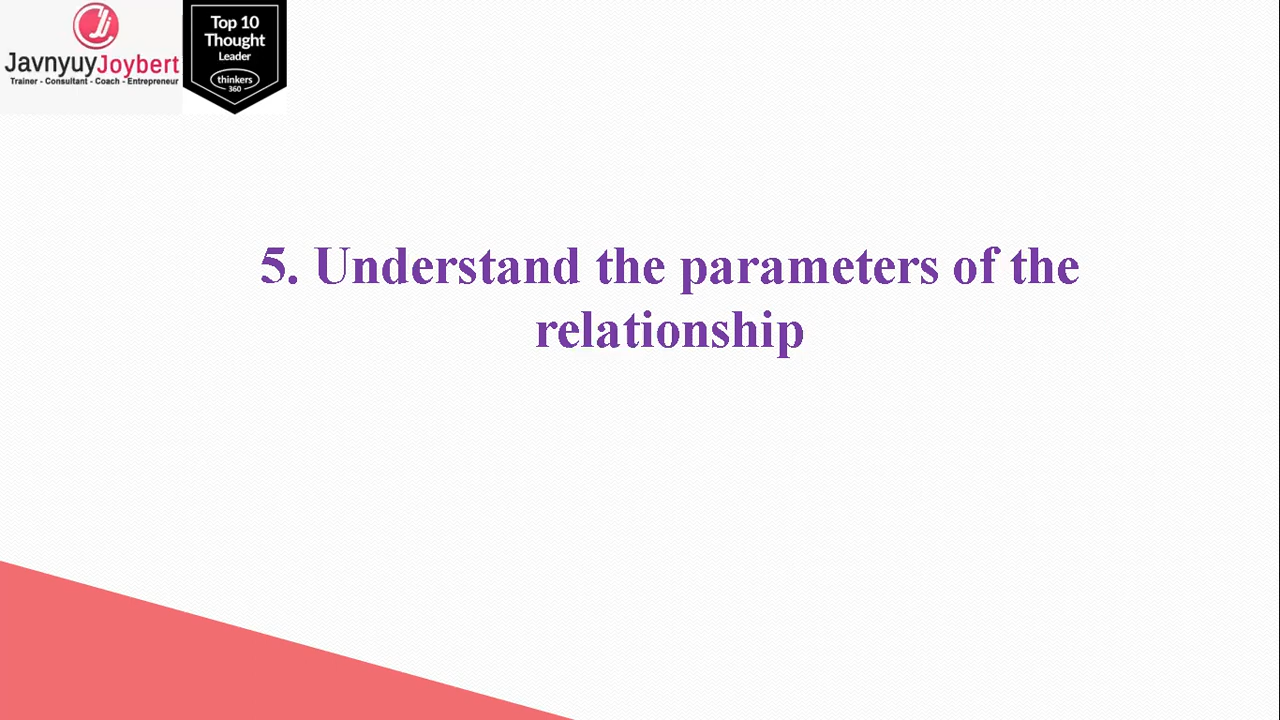 JavnyuyJoybert
Trainer - Consultant - Coach - Entrepreneur
Top 10
Thought
Leader
thinkers
360
5. Understand the parameters of the
relationship